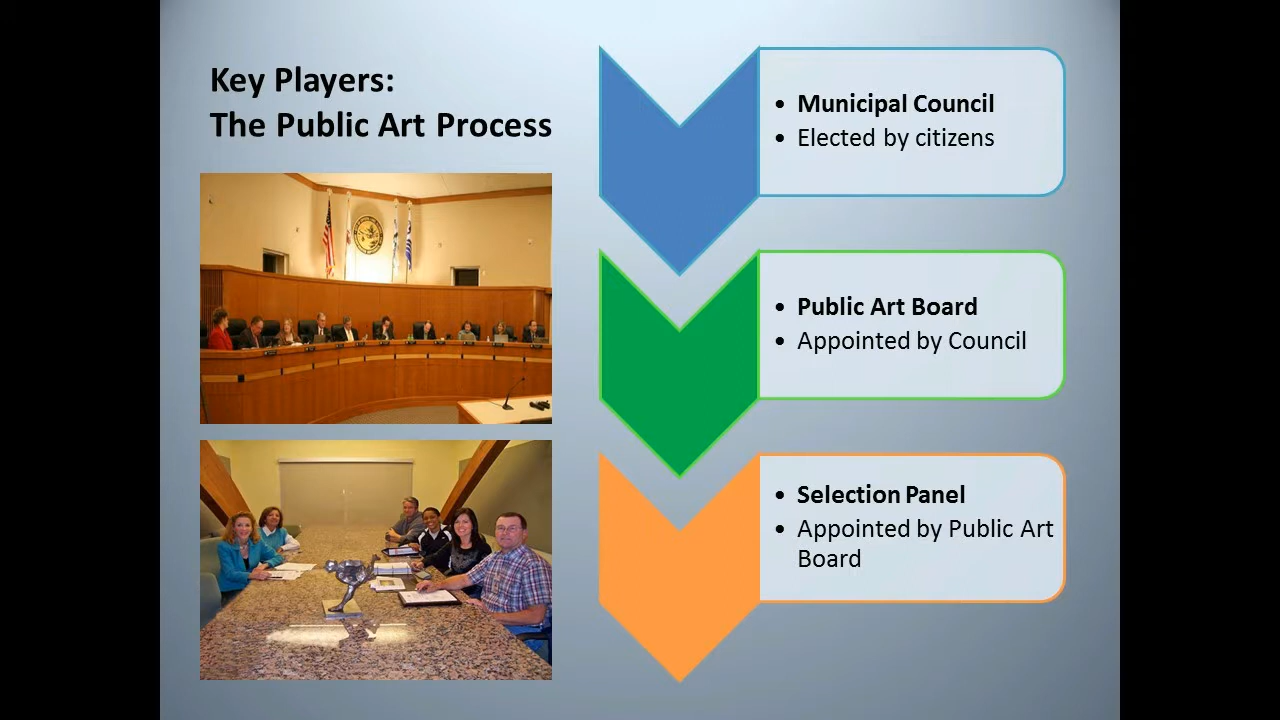 Key Players:
The Public Art Process
• Municipal Council
• Elected by citizens
• Public Art Board
• Appointed by Council
• Selection Panel
• Appointed by Public Art
Board